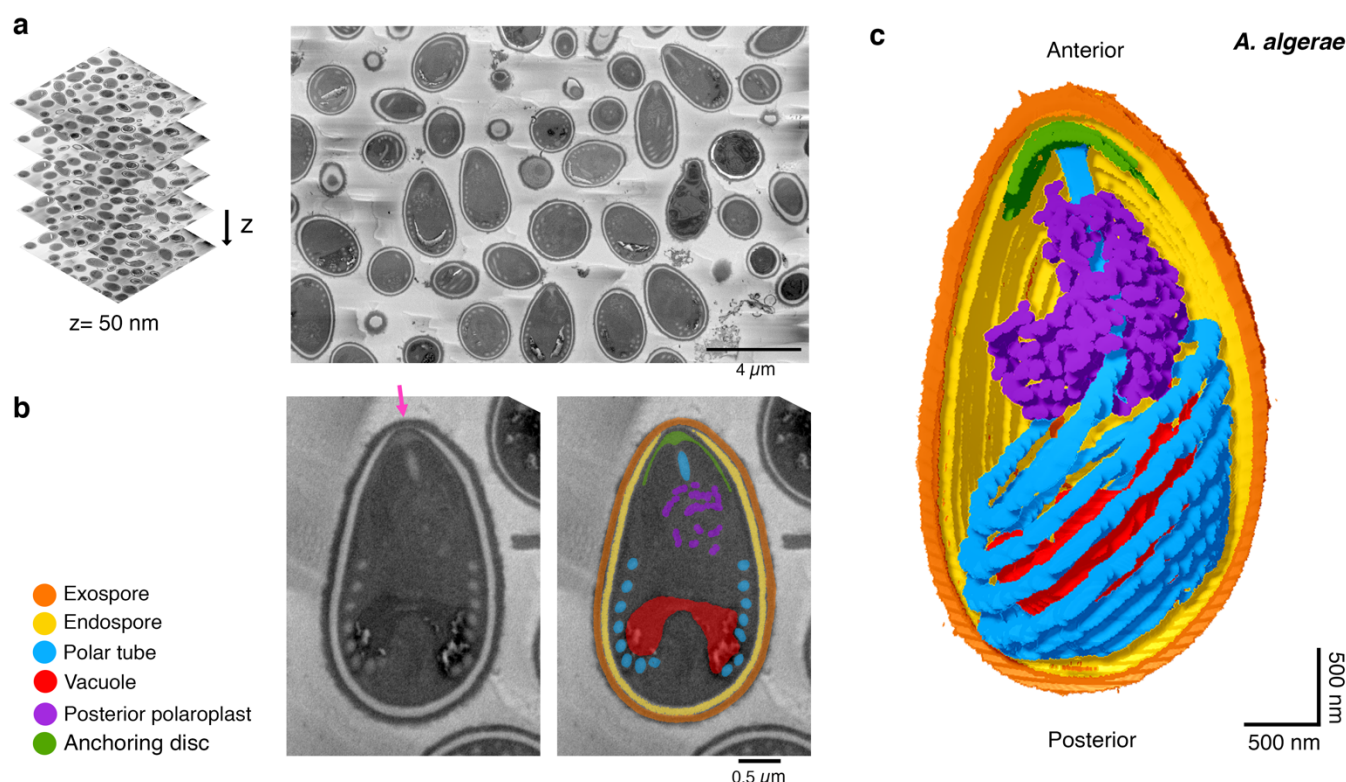 a
z
z= 50 nm
4 µm
b
Exospore
Endospore
Polar tube
Vacuole
Posterior polaroplast
Anchoring disc
0.5 µm
c
A. algerae
Anterior
Posterior
500 nm
500 nm